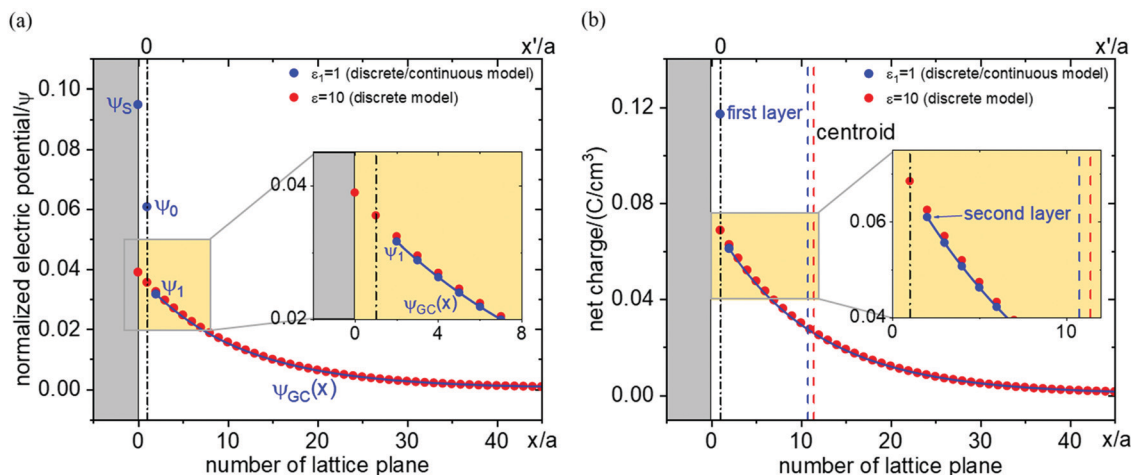 (a)
0
x'/a
normalized electric potential/ψ
0.10
0.08
0.06
0.04
0.02
0.00
ψS
ψ0
ψ1
ε1=1 (discrete/continuous model)
ε=10 (discrete model)
0.04
0.02
ψ1
ψGC(x)
0
4
8
ψGC(x)
0
10
20
30
40
x/a
number of lattice plane
(b)
0
x'/a
net charge/(C/cm³)
0.12
0.08
0.04
0.00
ε1=1 (discrete/continuous model)
ε=10 (discrete model)
first layer
centroid
0.06
0.04
second layer
0
10
0
10
20
30
40
x/a
number of lattice plane